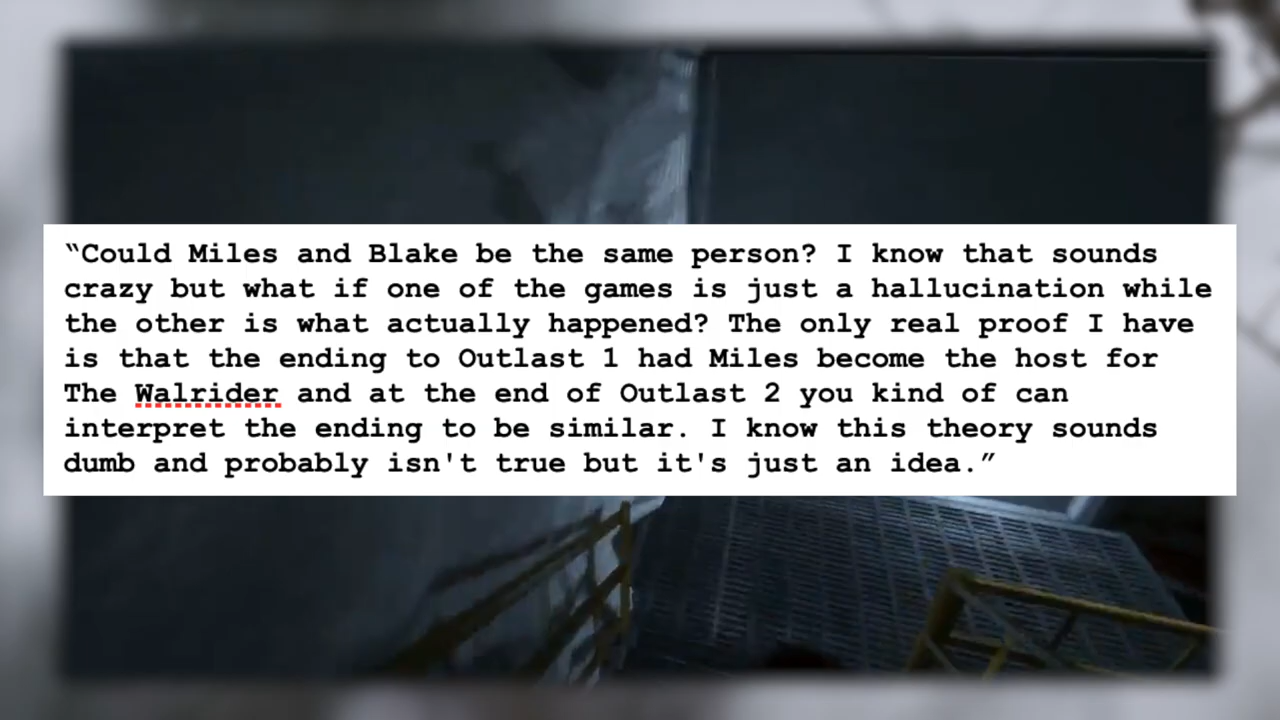 “Could Miles and Blake be the same person? I know that sounds
crazy but what if one of the games is just a hallucination while
the other is what actually happened? The only real proof I have
is that the ending to Outlast 1 had Miles become the host for
The Walrider and at the end of Outlast 2 you kind of can
interpret the ending to be similar. I know this theory sounds
dumb and probably isn't true but it's just an idea.”